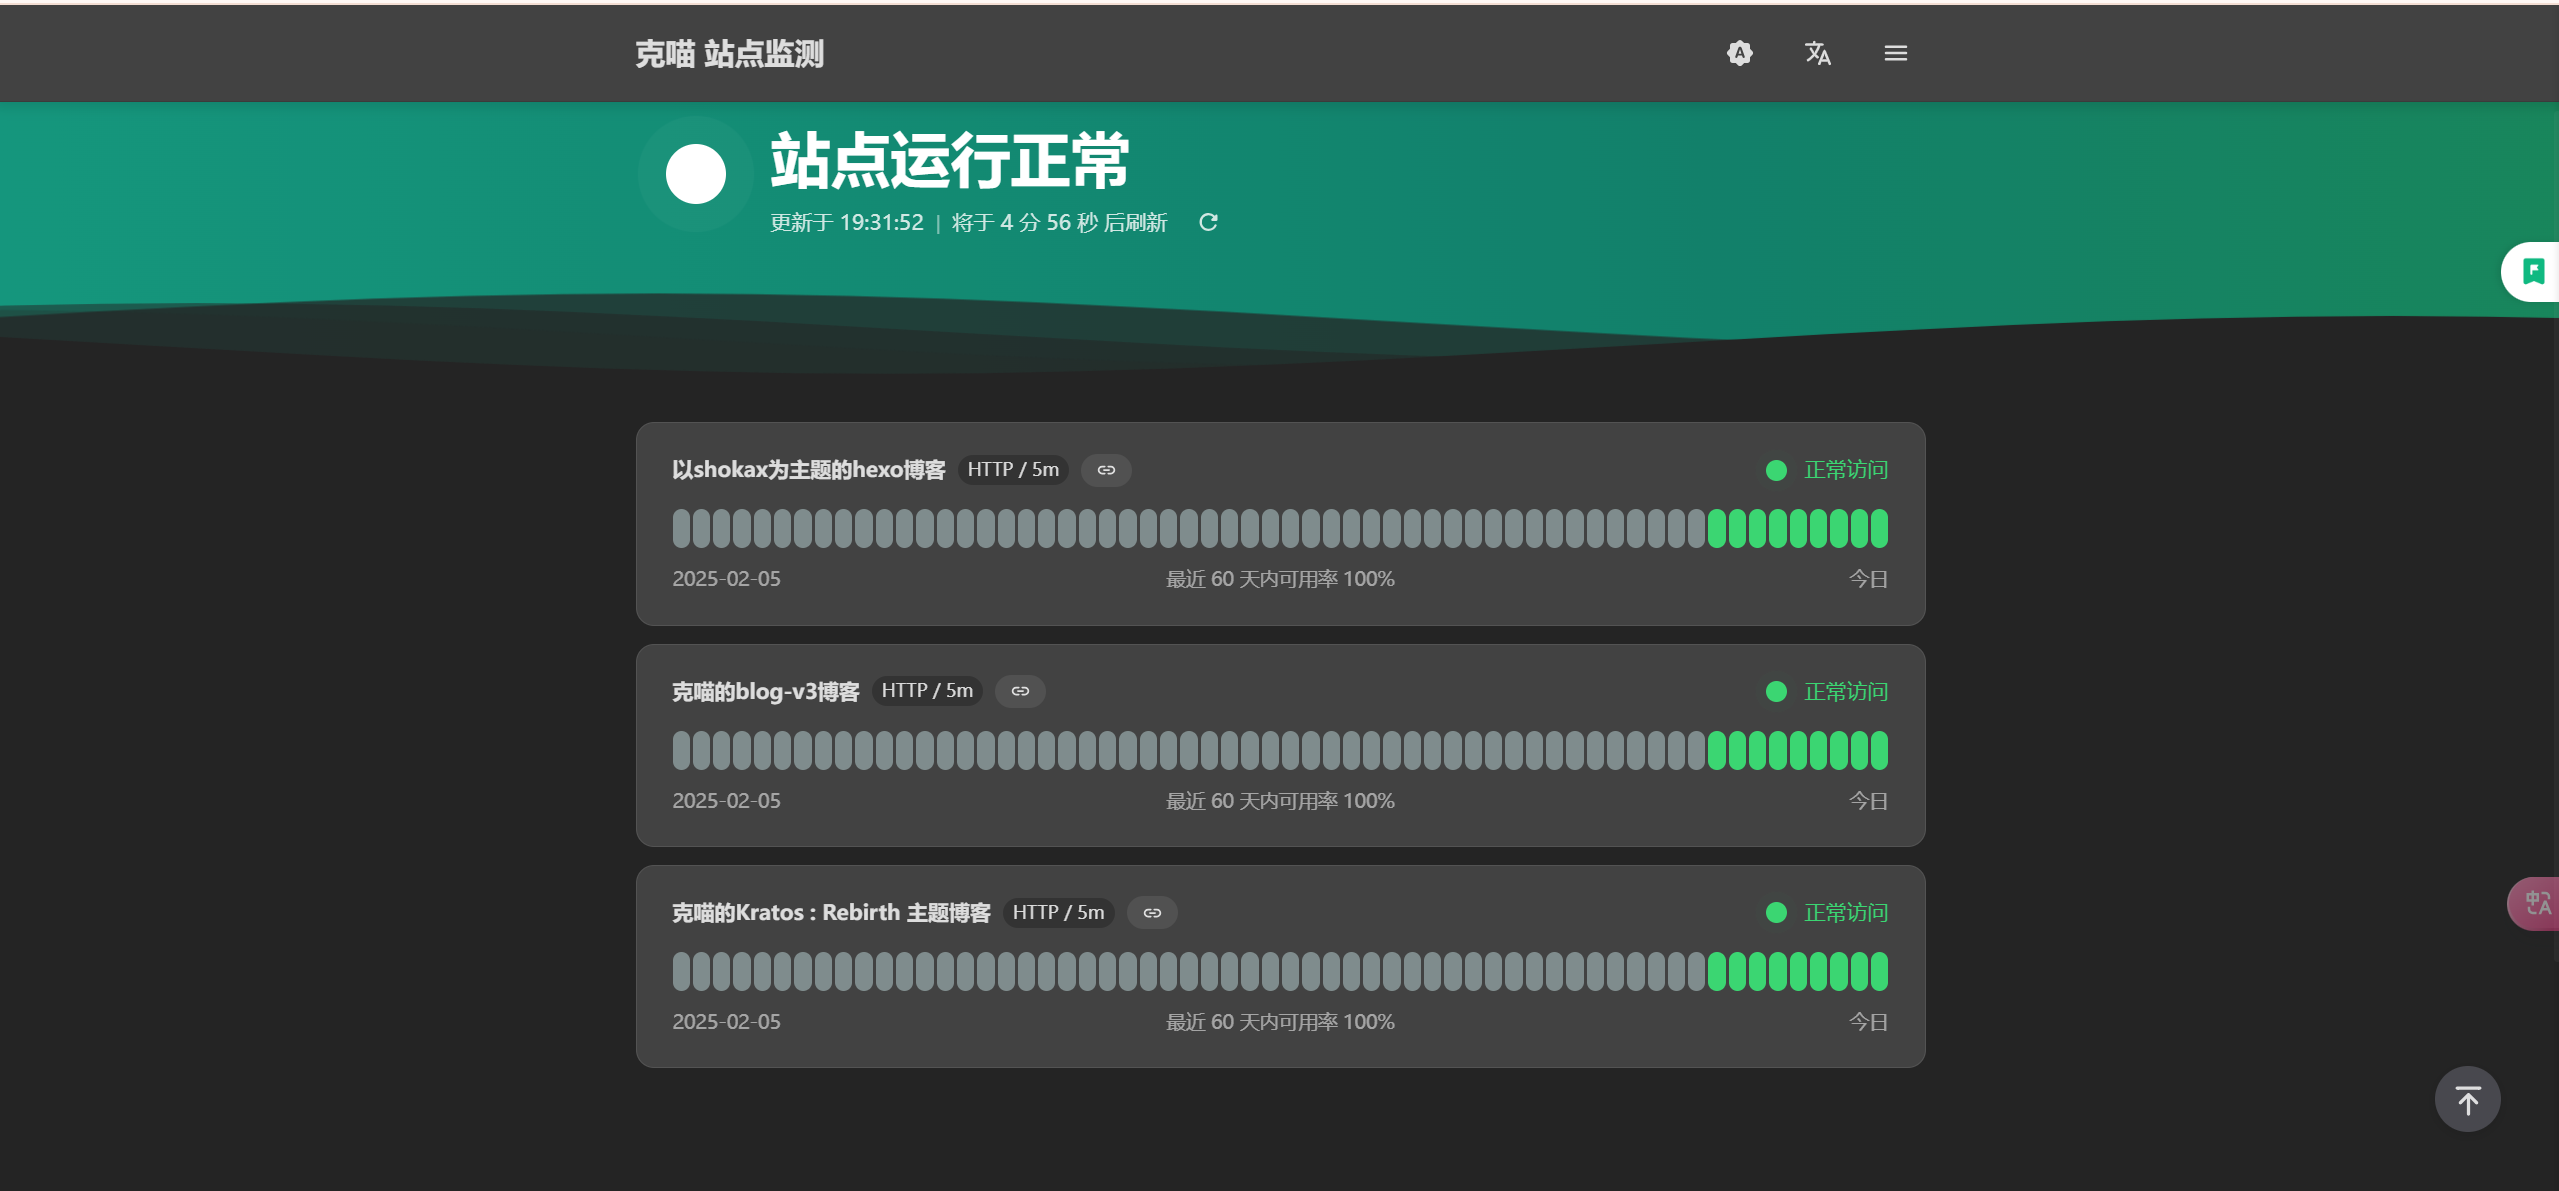 克喵 站点监测
站点运行正常
更新于 19:31:52 | 将于 4 分 56 秒 后刷新
以shokax为主题的hexo博客 HTTP / 5m 正常访问
2025-02-05 最近 60 天内可用率 100% 今日
克喵的blog-v3博客 HTTP / 5m 正常访问
2025-02-05 最近 60 天内可用率 100% 今日
克喵的Kratos : Rebirth 主题博客 HTTP / 5m 正常访问
2025-02-05 最近 60 天内可用率 100% 今日